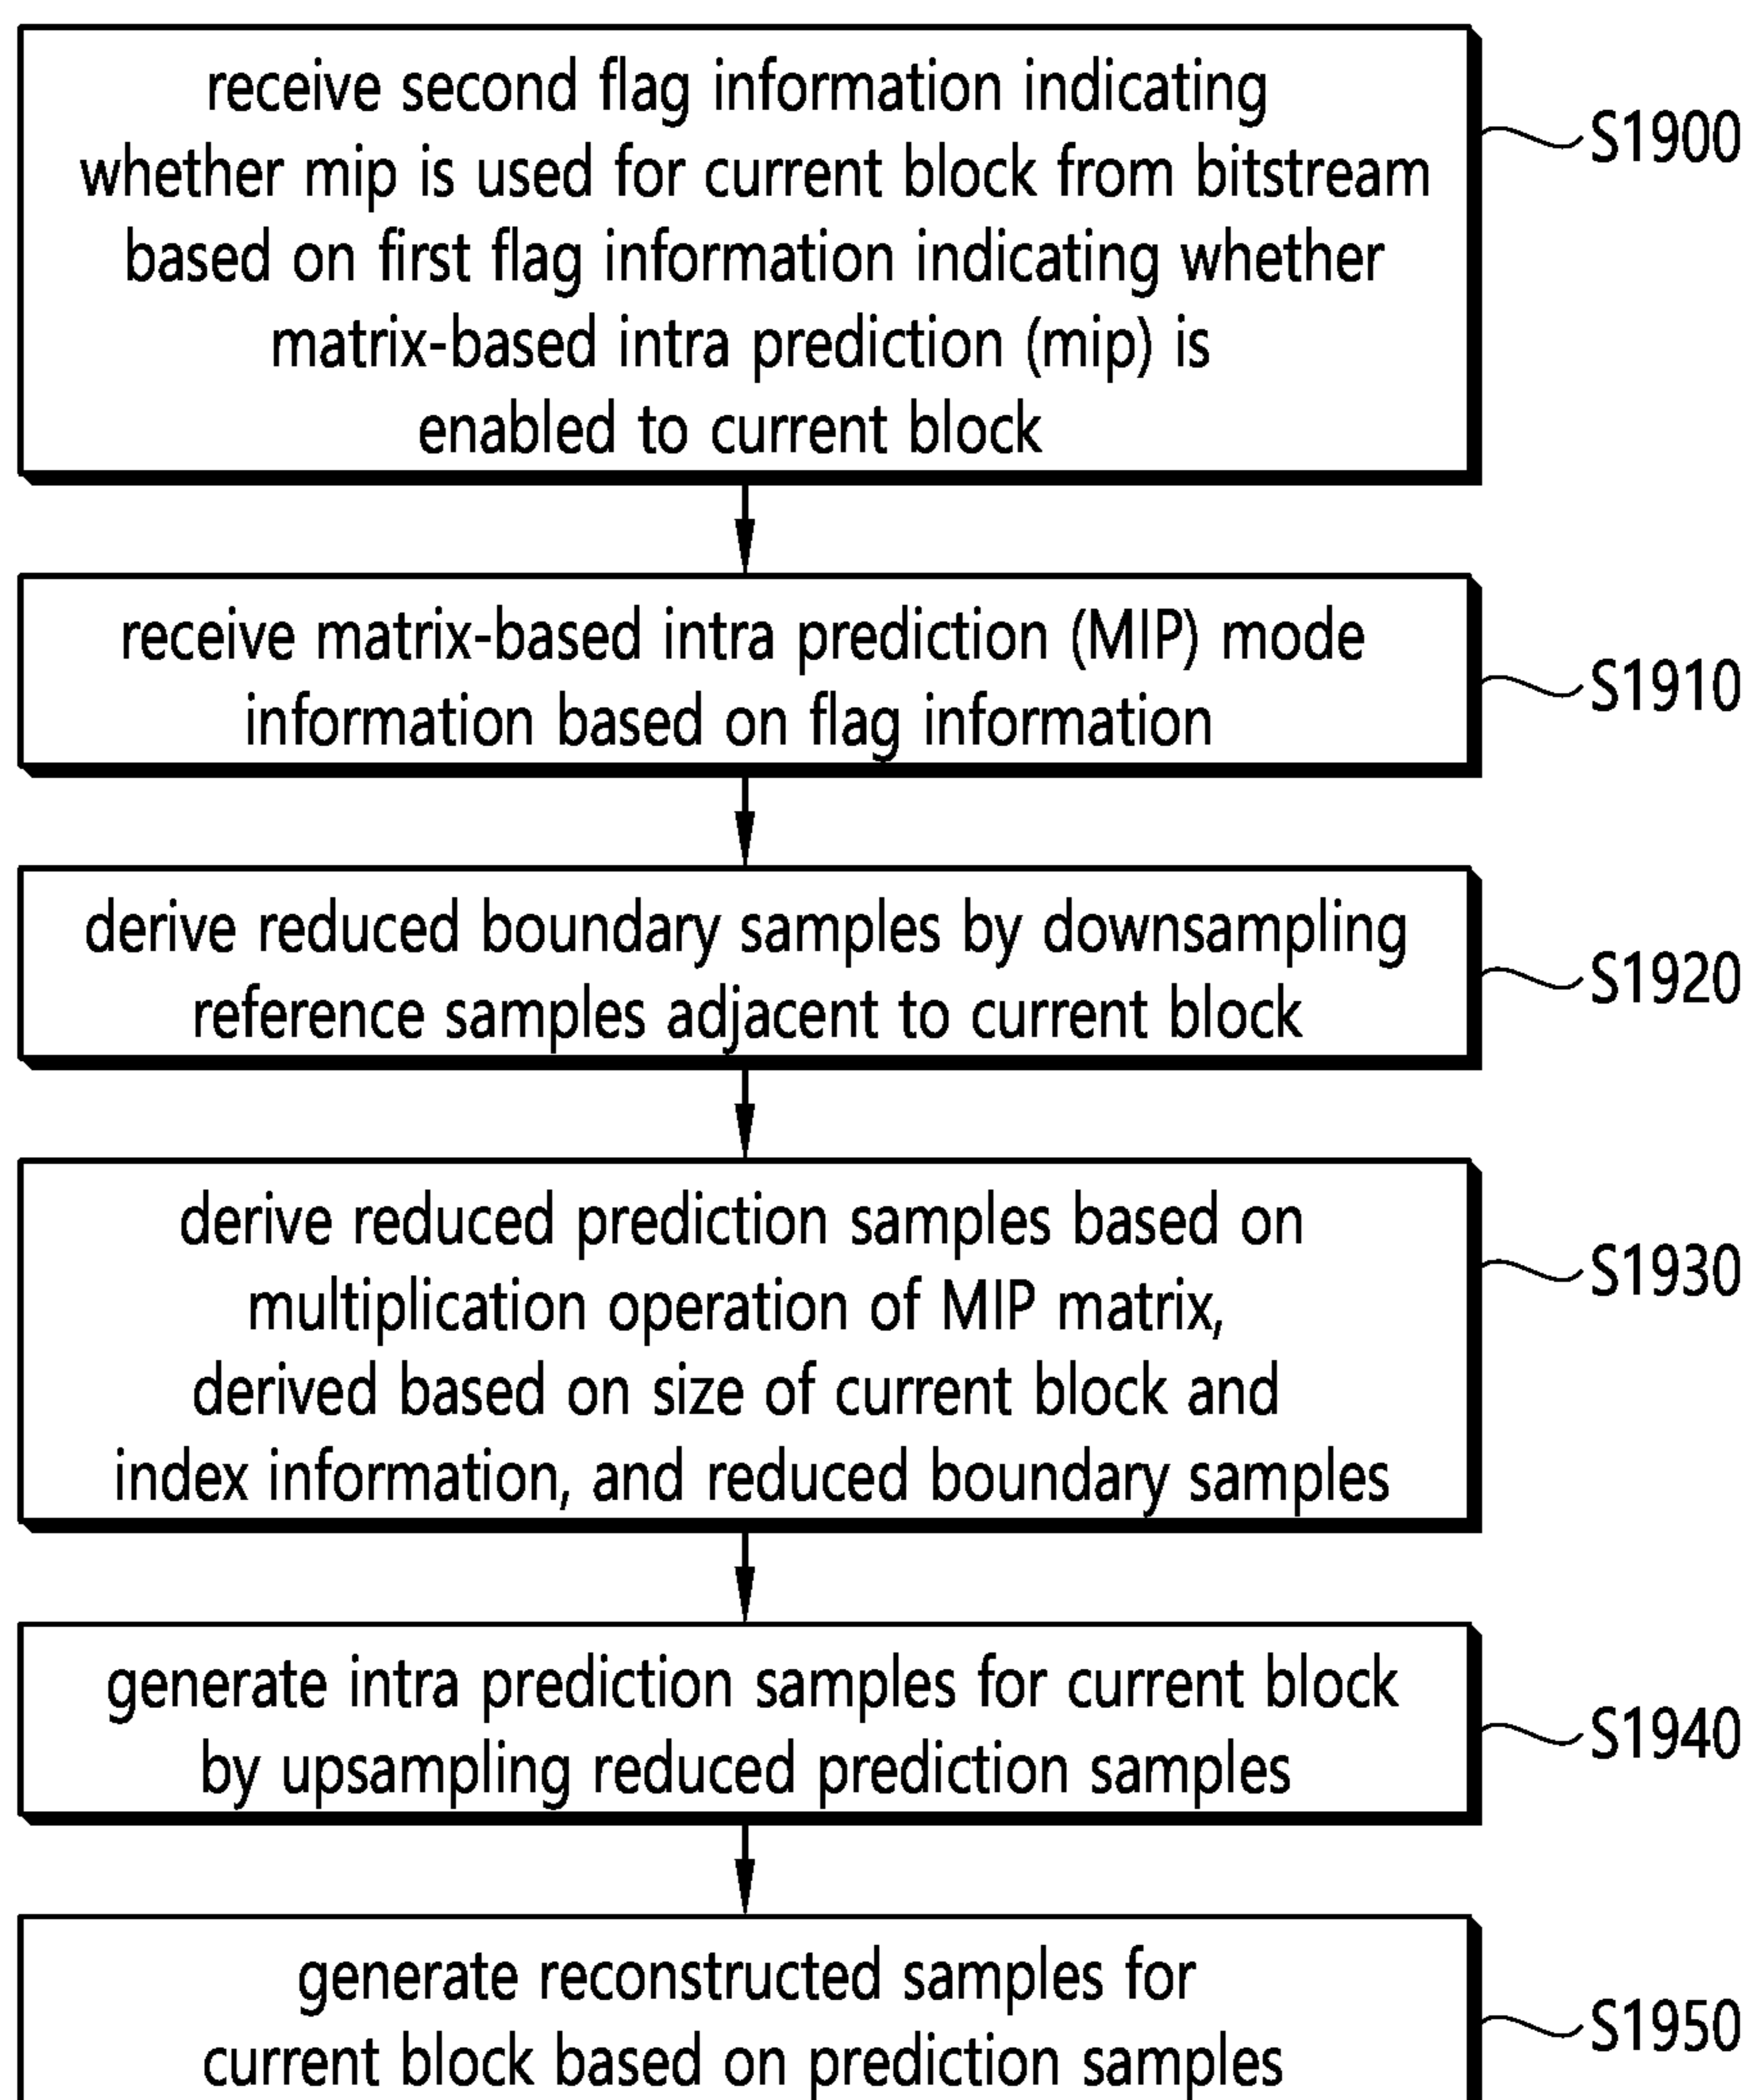 receive second flag information indicating
whether mip is used for current block from bitstream
based on first flag information indicating whether
matrix-based intra prediction (mip) is
enabled to current block
S1900
receive matrix-based intra prediction (MIP) mode
information based on flag information
S1910
derive reduced boundary samples by downsampling
reference samples adjacent to current block
S1920
derive reduced prediction samples based on
multiplication operation of MIP matrix,
derived based on size of current block and
index information, and reduced boundary samples
S1930
generate intra prediction samples for current block
by upsampling reduced prediction samples
S1940
generate reconstructed samples for
current block based on prediction samples
S1950